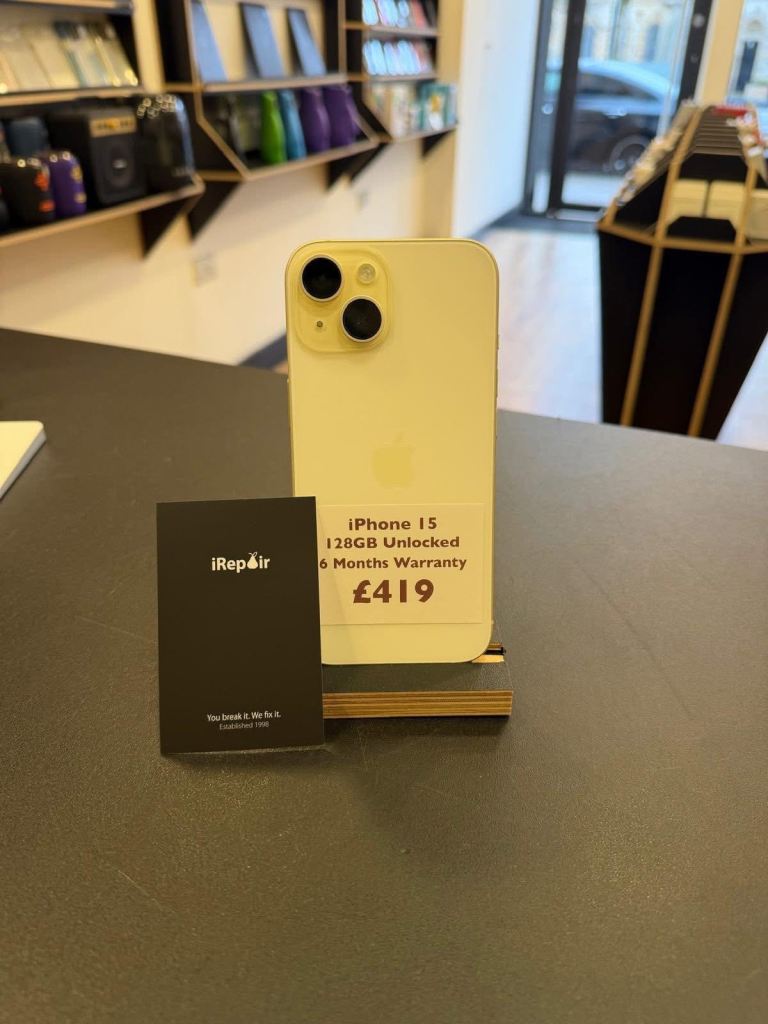 iPhone 15
128GB Unlocked
6 Months Warranty
£419
iRepair
You break it. We fix it.
Established 1998